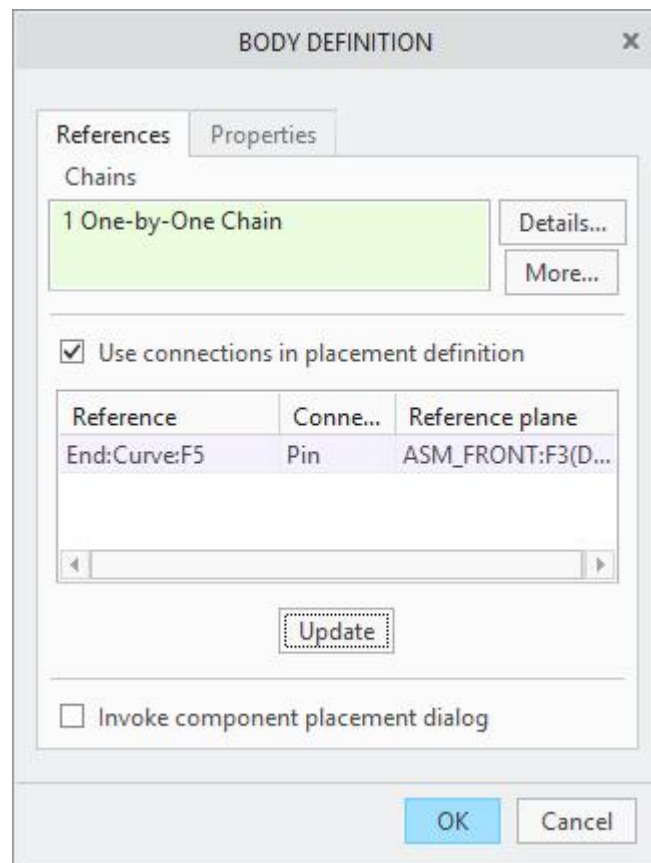 BODY DEFINITION
References Properties
Chains
1 One-by-One Chain
Details...
More...
Use connections in placement definition
Reference Conne... Reference plane
End:Curve:F5 Pin ASM_FRONT:F3(D...
Update
Invoke component placement dialog
OK Cancel